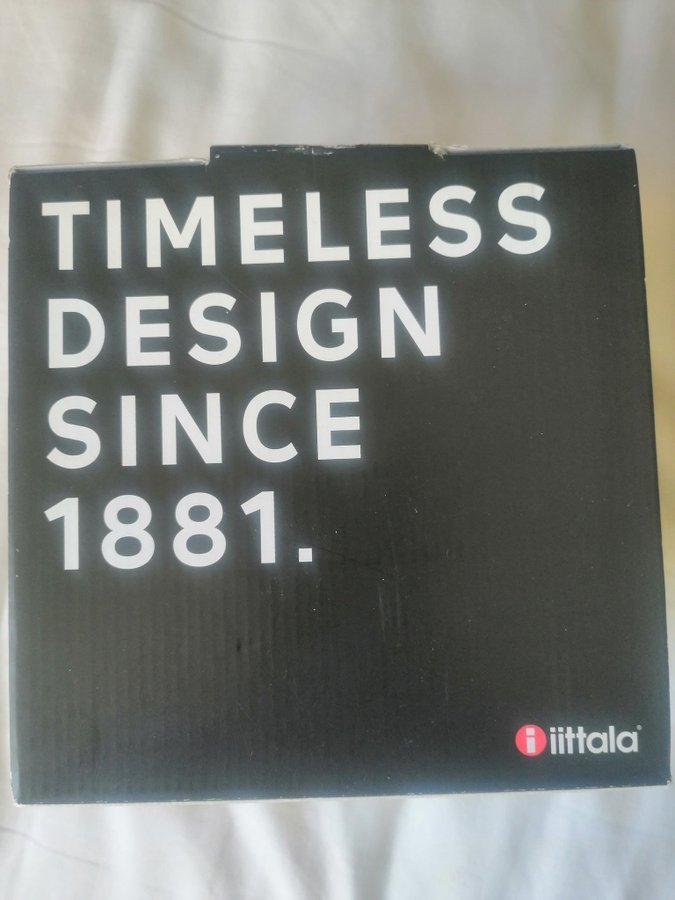 TIMELESS
DESIGN
SINCE
1881.
i iittala®